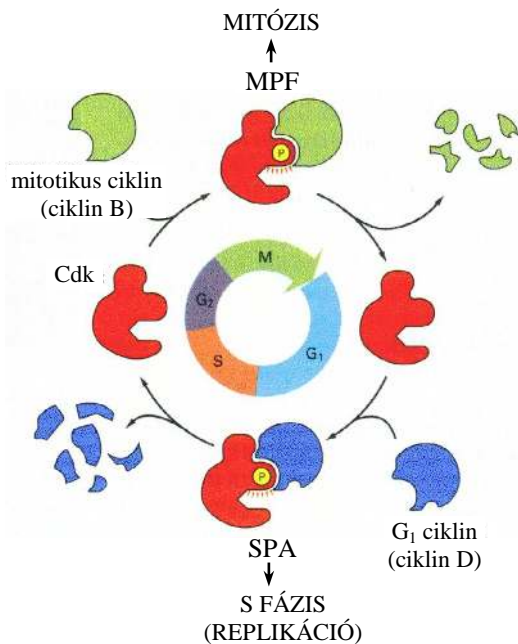 MITÓZIS
MPF
P
mitotikus ciklin
(ciklin B)
Cdk
M
G₂
G₁
S
P
SPA
G₁ ciklin
(ciklin D)
S FÁZIS
(REPLIKÁCIÓ)